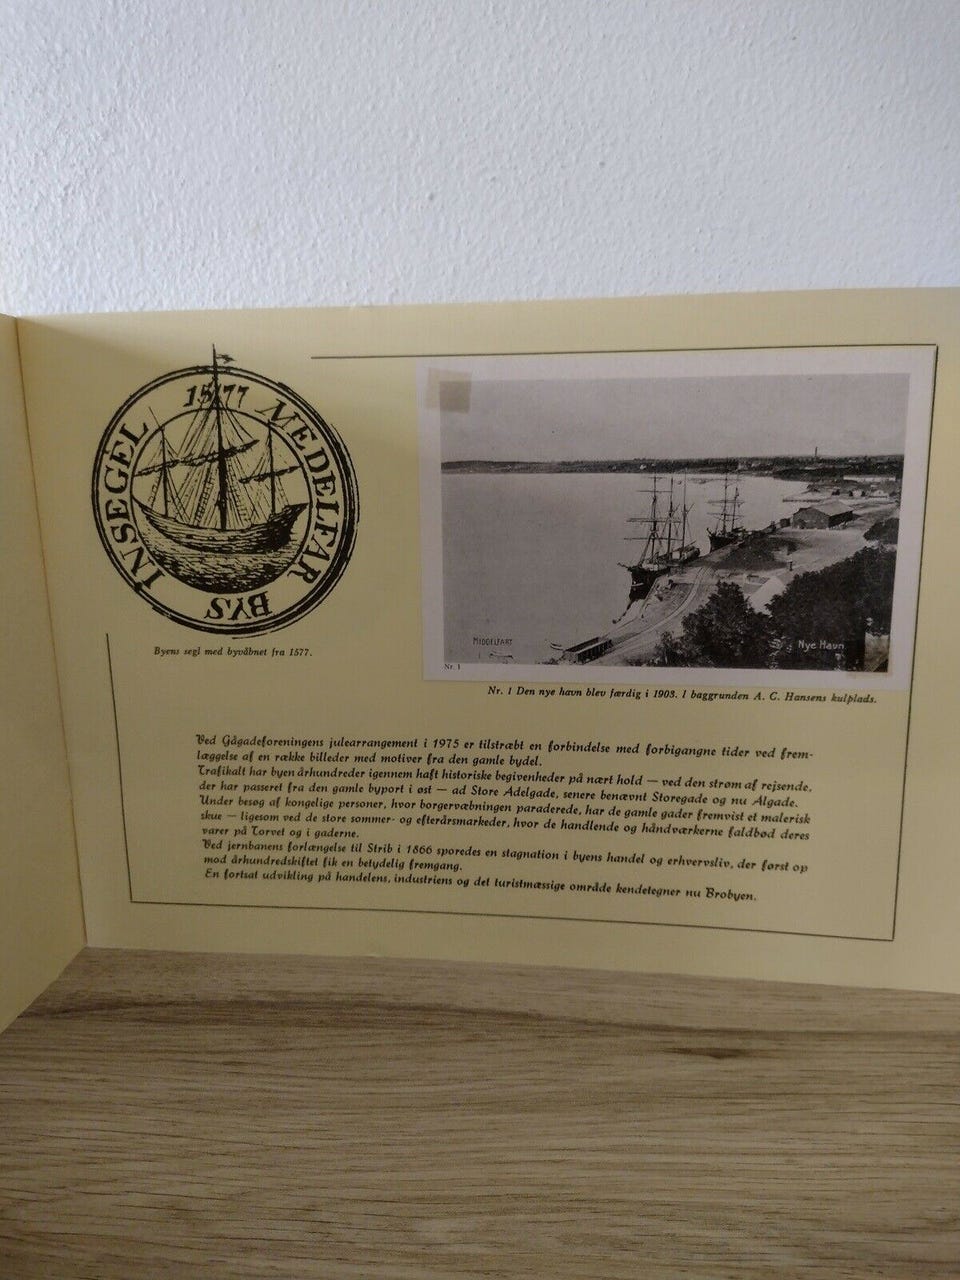 1577
MEDELFAR
BYS
INSEGEL
Byens segl med byvåbnet fra 1577.
MIDDELFART
Nye Havn
Nr. 1
Nr. 1 Den nye havn blev færdig i 1903. I baggrunden A. C. Hansens kulplads.
Ved Gågadeforeningens julearrangement i 1975 er tilstræbt en forbindelse med forbigangne tider ved frem-
læggelse af en række billeder med motiver fra den gamle bydel.
Trafikalt har byen århundreder igennem haft historiske begivenheder på nært hold — ved den strøm af rejsende,
der har passeret fra den gamle byport i øst — ad Store Adelgade, senere benævnt Storegade og nu Algade.
Under besøg af kongelige personer, hvor borgervæbningen paraderede, har de gamle gader fremvist et malerisk
skue — ligesom ved de store sommer- og efterårsmarkeder, hvor de handlende og håndværkerne faldbød deres
varer på Torvet og i gaderne.
Ved jernbanens forlængelse til Strib i 1866 sporedes en stagnation i byens handel og erhvervsliv, der først op
mod århundredskiftet fik en betydelig fremgang.
En fortsat udvikling på handelens, industriens og det turistmæssige område kendetegner nu Brobyen.